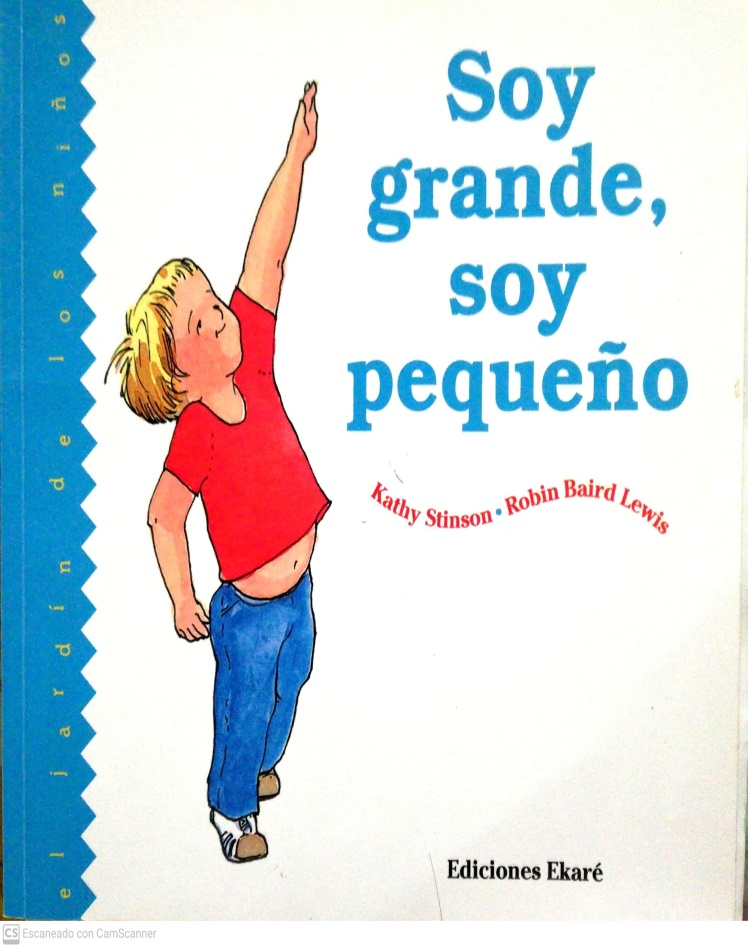 el jardín de los niños
Soy
grande,
soy
pequeño
Kathy Stinson • Robin Baird Lewis
Ediciones Ekaré
CS Escaneado con CamScanner